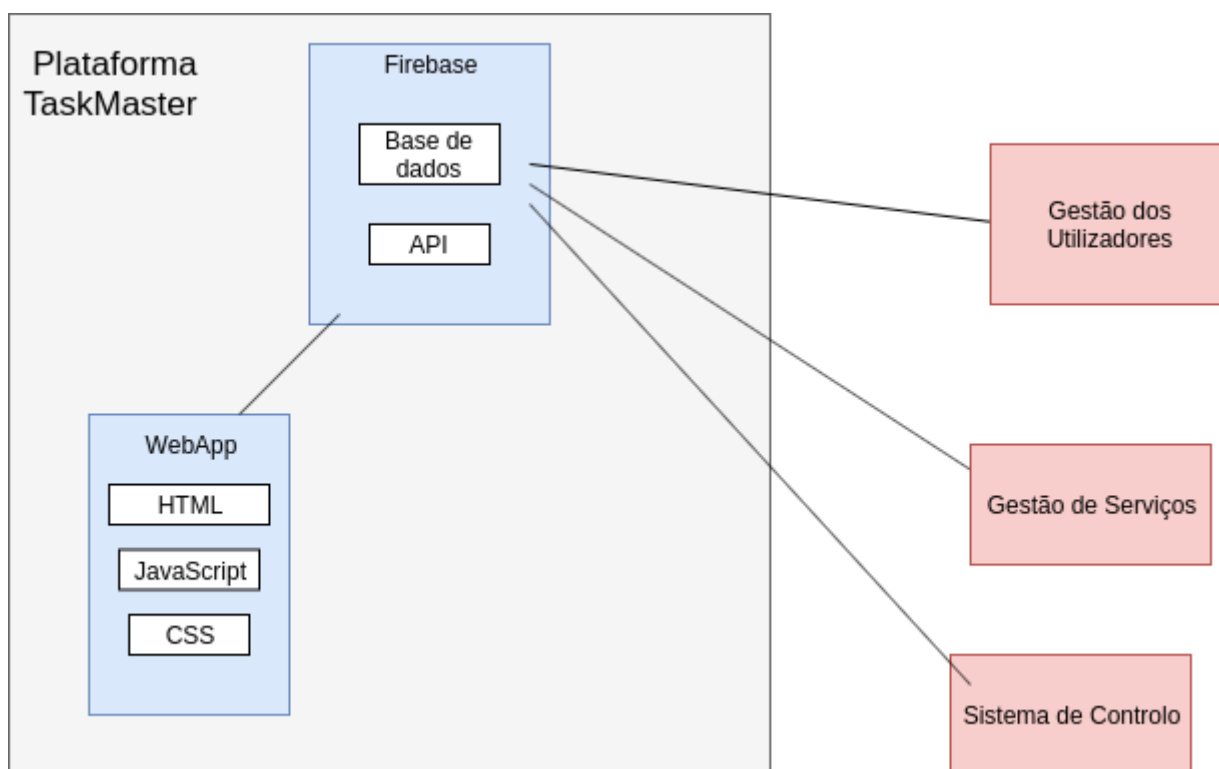 Plataforma
TaskMaster
Firebase
Base de
dados
API
WebApp
HTML
JavaScript
CSS
Gestão dos
Utilizadores
Gestão de Serviços
Sistema de Controlo